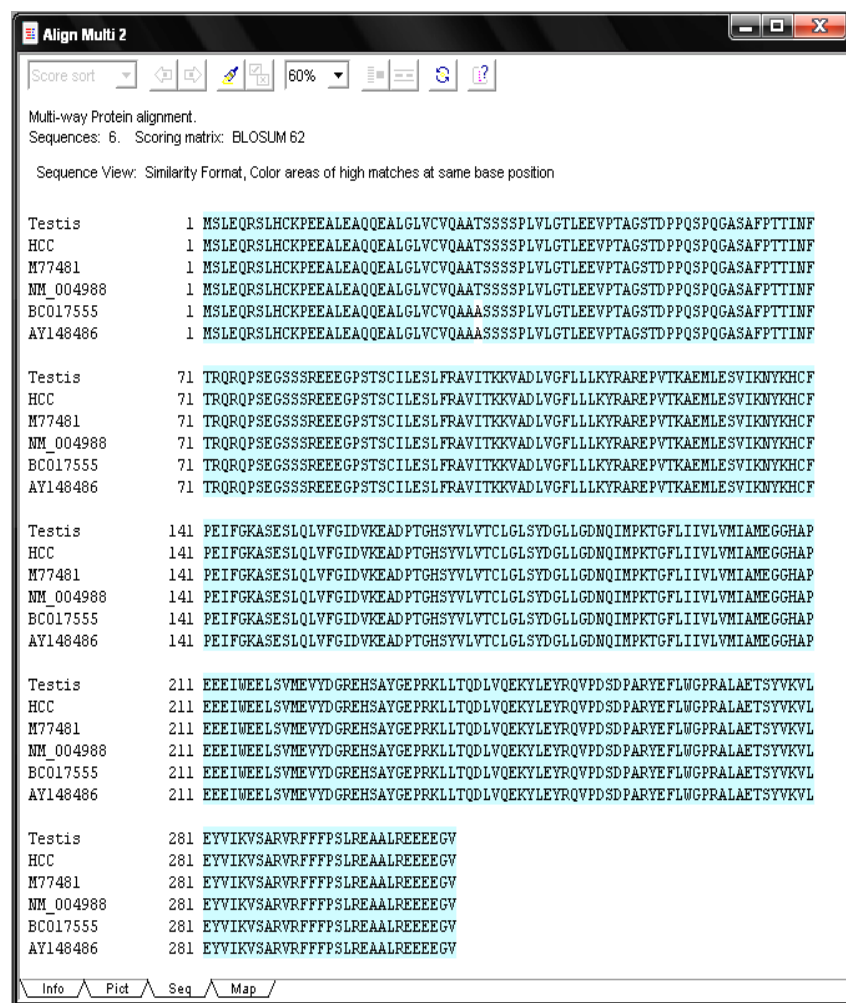 Align Multi 2
Score sort 60%
Multi-way Protein alignment.
Sequences: 6. Scoring matrix: BLOSUM 62
Sequence View: Similarity Format, Color areas of high matches at same base position
Testis 1 MSLEQRSLHCKPEEALEAQQEALGLVCVQAATSSSSPLVLGTLEEVPTAGSTDPPQSPQGASAFPTTINF
HCC 1 MSLEQRSLHCKPEEALEAQQEALGLVCVQAATSSSSPLVLGTLEEVPTAGSTDPPQSPQGASAFPTTINF
M77481 1 MSLEQRSLHCKPEEALEAQQEALGLVCVQAATSSSSPLVLGTLEEVPTAGSTDPPQSPQGASAFPTTINF
NM_004988 1 MSLEQRSLHCKPEEALEAQQEALGLVCVQAATSSSSPLVLGTLEEVPTAGSTDPPQSPQGASAFPTTINF
BC017555 1 MSLEQRSLHCKPEEALEAQQEALGLVCVQAAASSSSPLVLGTLEEVPTAGSTDPPQSPQGASAFPTTINF
AY148486 1 MSLEQRSLHCKPEEALEAQQEALGLVCVQAAASSSSPLVLGTLEEVPTAGSTDPPQSPQGASAFPTTINF
Testis 71 TRQRQPSEGSSSREEEGPSTSCILESLFRAVITKKVADLVGFLLLKYRAREPVTKAEMLESVIKNYKHCF
HCC 71 TRQRQPSEGSSSREEEGPSTSCILESLFRAVITKKVADLVGFLLLKYRAREPVTKAEMLESVIKNYKHCF
M77481 71 TRQRQPSEGSSSREEEGPSTSCILESLFRAVITKKVADLVGFLLLKYRAREPVTKAEMLESVIKNYKHCF
NM_004988 71 TRQRQPSEGSSSREEEGPSTSCILESLFRAVITKKVADLVGFLLLKYRAREPVTKAEMLESVIKNYKHCF
BC017555 71 TRQRQPSEGSSSREEEGPSTSCILESLFRAVITKKVADLVGFLLLKYRAREPVTKAEMLESVIKNYKHCF
AY148486 71 TRQRQPSEGSSSREEEGPSTSCILESLFRAVITKKVADLVGFLLLKYRAREPVTKAEMLESVIKNYKHCF
Testis 141 PEIFGKASESLQLVFGIDVKEADPTGHSYVLVTCLGLSYDGLLGDNQIMPKTGFLIIVLVMIAMEGGHAP
HCC 141 PEIFGKASESLQLVFGIDVKEADPTGHSYVLVTCLGLSYDGLLGDNQIMPKTGFLIIVLVMIAMEGGHAP
M77481 141 PEIFGKASESLQLVFGIDVKEADPTGHSYVLVTCLGLSYDGLLGDNQIMPKTGFLIIVLVMIAMEGGHAP
NM_004988 141 PEIFGKASESLQLVFGIDVKEADPTGHSYVLVTCLGLSYDGLLGDNQIMPKTGFLIIVLVMIAMEGGHAP
BC017555 141 PEIFGKASESLQLVFGIDVKEADPTGHSYVLVTCLGLSYDGLLGDNQIMPKTGFLIIVLVMIAMEGGHAP
AY148486 141 PEIFGKASESLQLVFGIDVKEADPTGHSYVLVTCLGLSYDGLLGDNQIMPKTGFLIIVLVMIAMEGGHAP
Testis 211 EEEIWEELSVMEVYDGREHSAYGEPRKLLTQDLVQEKYLEYRQVPDSDPARYEFLWGPRALAETSYVKVL
HCC 211 EEEIWEELSVMEVYDGREHSAYGEPRKLLTQDLVQEKYLEYRQVPDSDPARYEFLWGPRALAETSYVKVL
M77481 211 EEEIWEELSVMEVYDGREHSAYGEPRKLLTQDLVQEKYLEYRQVPDSDPARYEFLWGPRALAETSYVKVL
NM_004988 211 EEEIWEELSVMEVYDGREHSAYGEPRKLLTQDLVQEKYLEYRQVPDSDPARYEFLWGPRALAETSYVKVL
BC017555 211 EEEIWEELSVMEVYDGREHSAYGEPRKLLTQDLVQEKYLEYRQVPDSDPARYEFLWGPRALAETSYVKVL
AY148486 211 EEEIWEELSVMEVYDGREHSAYGEPRKLLTQDLVQEKYLEYRQVPDSDPARYEFLWGPRALAETSYVKVL
Testis 281 EYVIKVSARVRFFFPSLREAALREEEEGV
HCC 281 EYVIKVSARVRFFFPSLREAALREEEEGV
M77481 281 EYVIKVSARVRFFFPSLREAALREEEEGV
NM_004988 281 EYVIKVSARVRFFFPSLREAALREEEEGV
BC017555 281 EYVIKVSARVRFFFPSLREAALREEEEGV
AY148486 281 EYVIKVSARVRFFFPSLREAALREEEEGV
Info Pict Seq Map